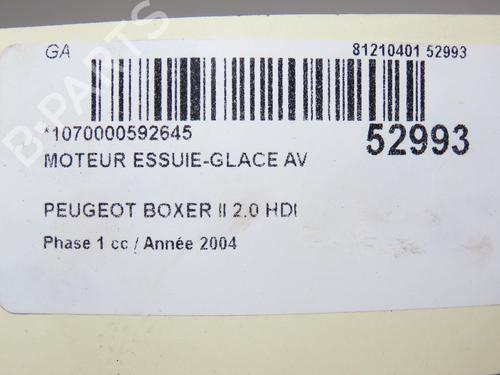 GA
81210401 52993
*1070000592645
52993
MOTEUR ESSUIE-GLACE AV
PEUGEOT BOXER II 2.0 HDI
Phase 1 cc / Année 2004
B-PARTS